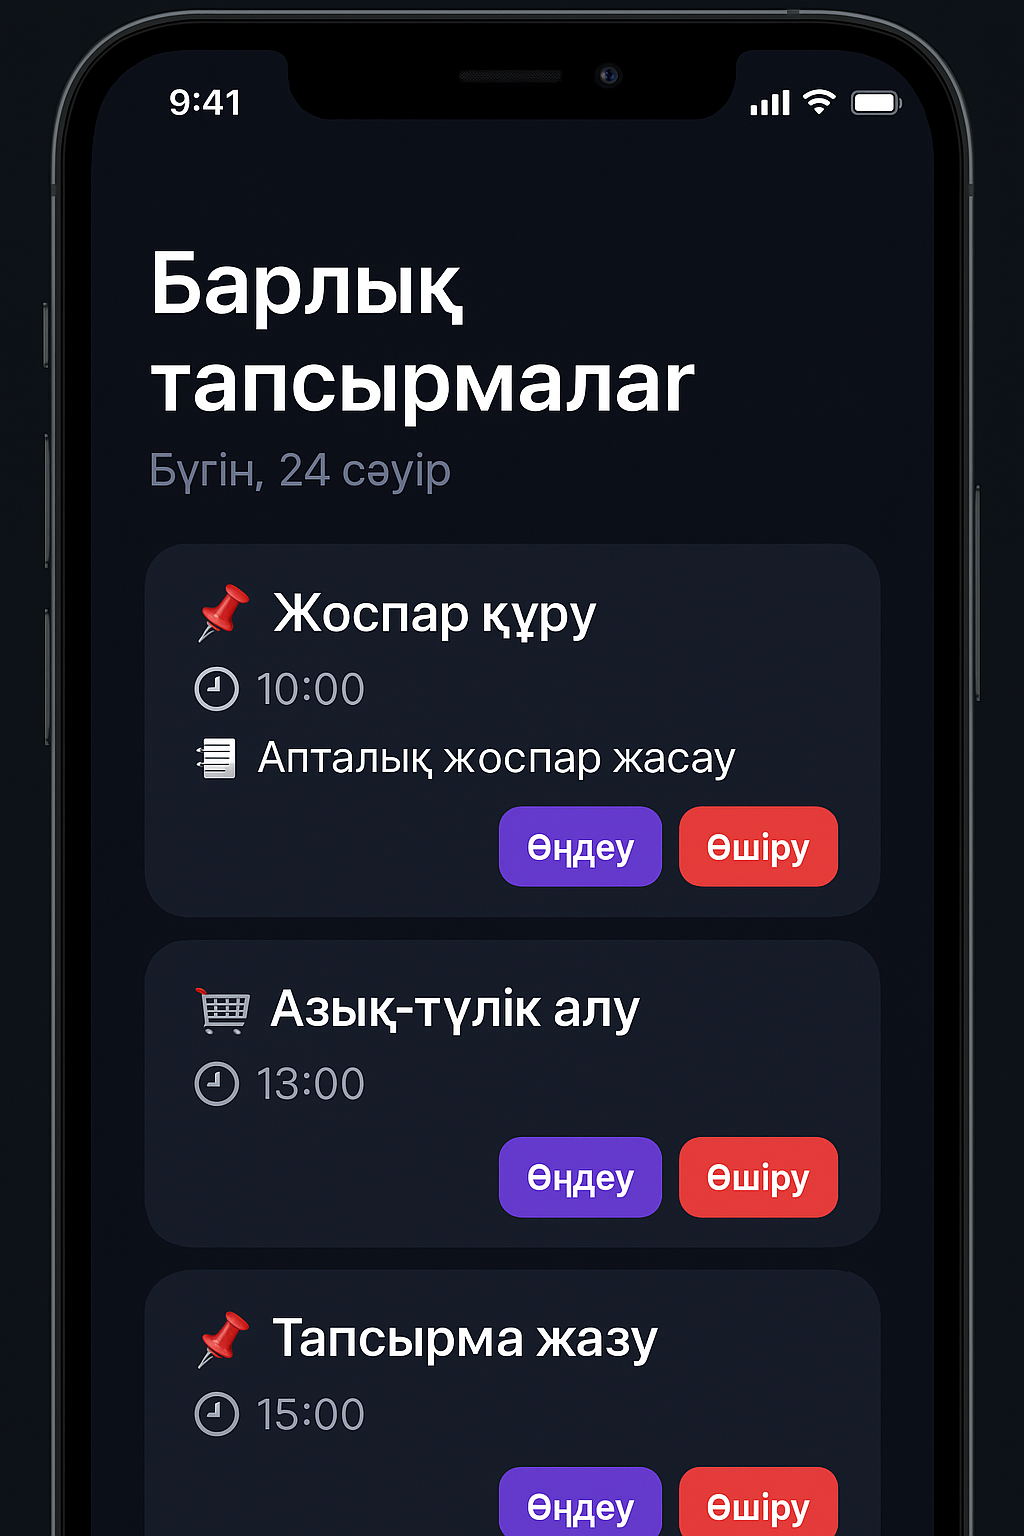 9:41
Барлық
тапсырмалаr
Бүгін, 24 сәуір
Жоспар құру
10:00
Апталық жоспар жасау
Өңдеу Өшіру
Азық-түлік алу
13:00
Өңдеу Өшіру
Тапсырма жазу
15:00
Өңдеу Өшіру